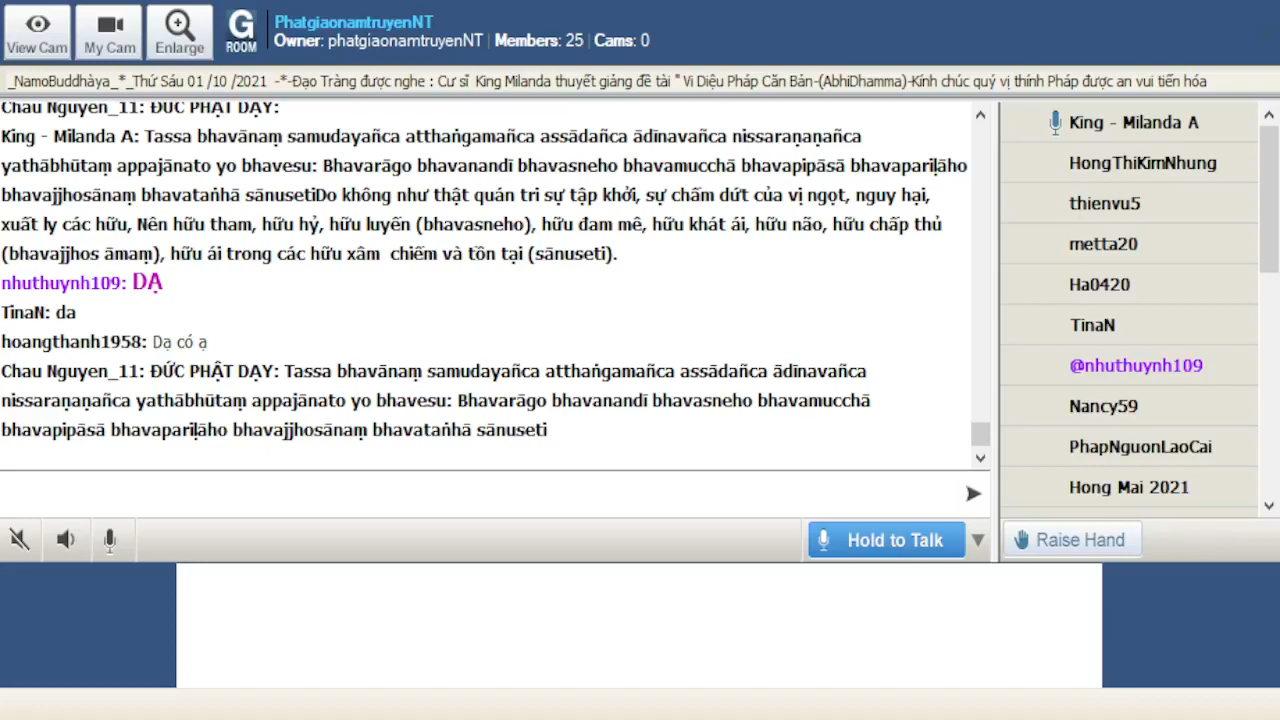 View Cam
My Cam
Enlarge
G
ROOM
PhatgiaonamtruyenNT
Owner: phatgiaonamtruyenNT | Members: 25 | Cams: 0
_NamoBuddhàya_*_Thứ Sáu 01 /10 /2021 -*-Đạo Tràng được nghe : Cư sĩ King Milanda thuyết giảng đề tài " Vi Diệu Pháp Căn Bản-(AbhiDhamma)-Kính chúc quý vị thính Pháp được an vui tiến hóa
Chau Nguyen_11: ĐỨC PHẬT DẠY:
King - Milanda A: Tassa bhavānaṃ samudayañca atthaṅgamañca assādañca ādīnavañca nissaraṇaṇañca
yathābhūtaṃ appajānato yo bhavesu: Bhavarāgo bhavanandī bhavasneho bhavamucchā bhavapipāsā bhavapariḷāho
bhavajjhosānaṃ bhavataṅhā sānusetiDo không như thật quán tri sự tập khởi, sự chấm dứt của vị ngọt, nguy hại,
xuất ly các hữu, Nên hữu tham, hữu hỷ, hữu luyến (bhavasneho), hữu đam mê, hữu khát ái, hữu não, hữu chấp thủ
(bhavajjhos āmaṃ), hữu ái trong các hữu xâm chiếm và tồn tại (sānuseti).
nhuthuynh109: DẠ
TinaN: da
hoangthanh1958: Dạ có ạ
Chau Nguyen_11: ĐỨC PHẬT DẠY: Tassa bhavānaṃ samudayañca atthaṅgamañca assādañca ādīnavañca
nissaraṇaṇañca yathābhūtaṃ appajānato yo bhavesu: Bhavarāgo bhavanandī bhavasneho bhavamucchā
bhavapipāsā bhavapariḷāho bhavajjhosānaṃ bhavataṅhā sānuseti
King - Milanda A
HongThiKimNhung
thienvu5
metta20
Ha0420
TinaN
@nhuthuynh109
Nancy59
PhapNguonLaoCai
Hong Mai 2021
Hold to Talk
Raise Hand